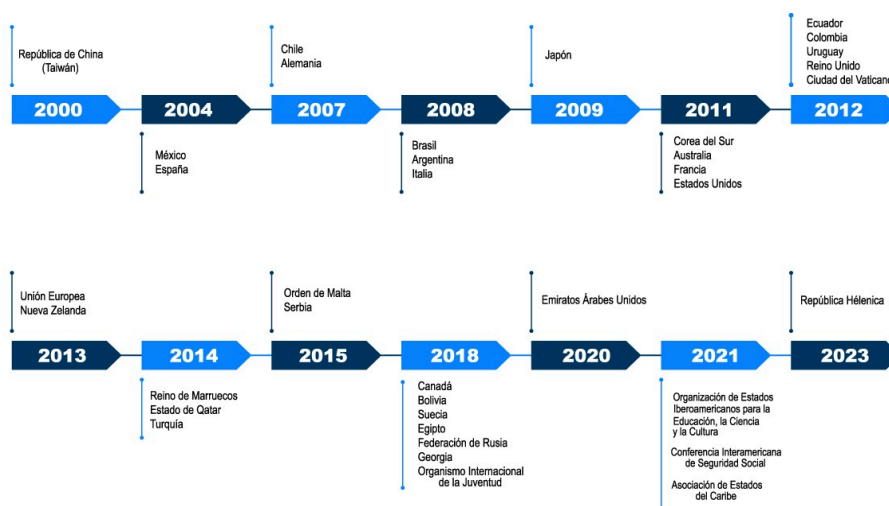 República de China
(Taiwán)
2000
2004
México
España
Chile
Alemania
2007
2008
Brasil
Argentina
Italia
Japón
2009
2011
Corea del Sur
Australia
Francia
Estados Unidos
Ecuador
Colombia
Uruguay
Reino Unido
Ciudad del Vaticano
2012
Unión Europea
Nueva Zelanda
2013
2014
Reino de Marruecos
Estado de Qatar
Turquía
Orden de Malta
Serbia
2015
2018
Canadá
Bolivia
Suecia
Egipto
Federación de Rusia
Georgia
Organismo Internacional
de la Juventud
Emiratos Árabes Unidos
2020
2021
Organización de Estados
Iberoamericanos para la
Educación, la Ciencia
y la Cultura
Conferencia Interamericana
de Seguridad Social
Asociación de Estados
del Caribe
República Hélenica
2023